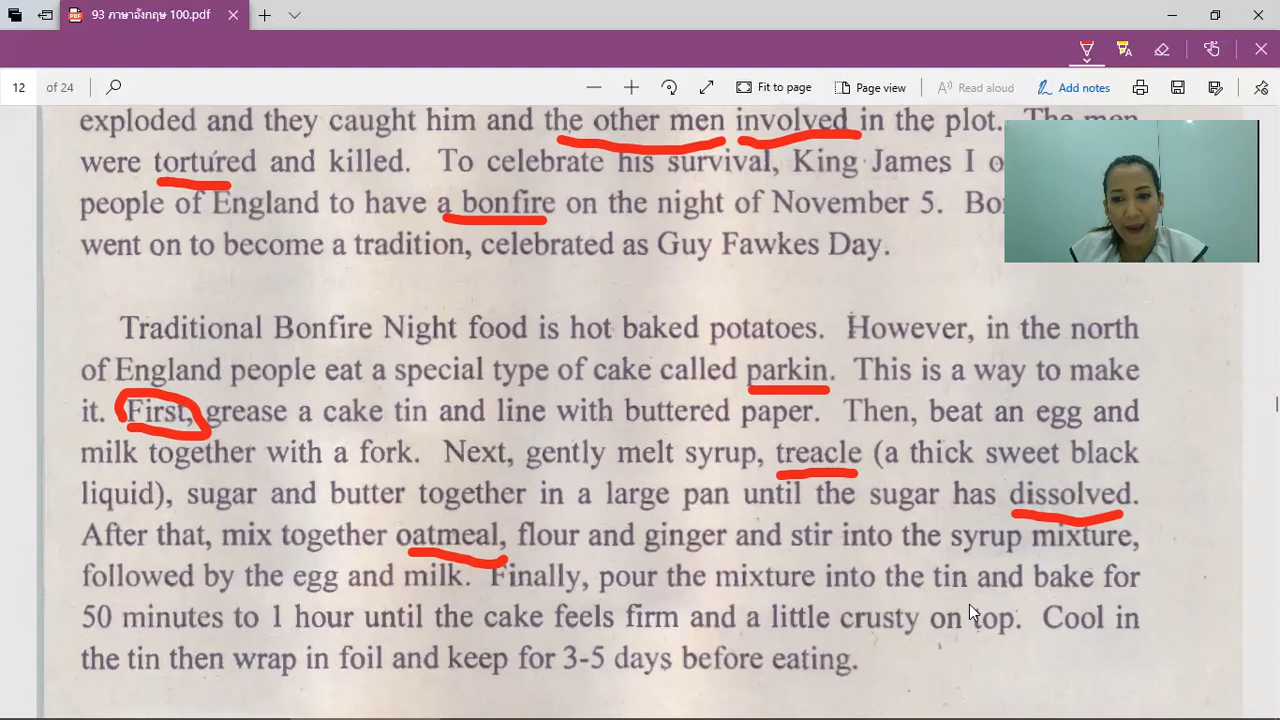 93 ภาษาอังกฤษ 100.pdf
12 of 24
Fit to page
Page view
Read aloud
Add notes
exploded and they caught him and the other men involved in the plot. The men
were tortured and killed. To celebrate his survival, King James I
people of England to have a bonfire on the night of November 5.
went on to become a tradition, celebrated as Guy Fawkes Day.
Traditional Bonfire Night food is hot baked potatoes. However, in the north
of England people eat a special type of cake called parkin. This is a way to make
it. First, grease a cake tin and line with buttered paper. Then, beat an egg and
milk together with a fork. Next, gently melt syrup, treacle (a thick sweet black
liquid), sugar and butter together in a large pan until the sugar has dissolved.
After that, mix together oatmeal, flour and ginger and stir into the syrup mixture,
followed by the egg and milk. Finally, pour the mixture into the tin and bake for
50 minutes to 1 hour until the cake feels firm and a little crusty on top. Cool in
the tin then wrap in foil and keep for 3-5 days before eating.